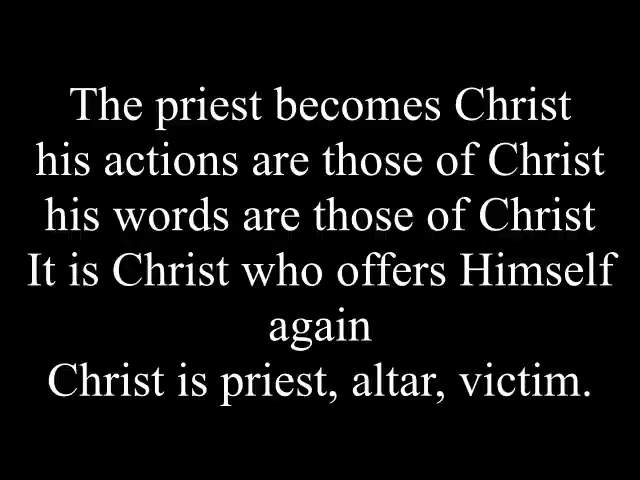 The priest becomes Christ
his actions are those of Christ
his words are those of Christ
It is Christ who offers Himself
again
Christ is priest, altar, victim.